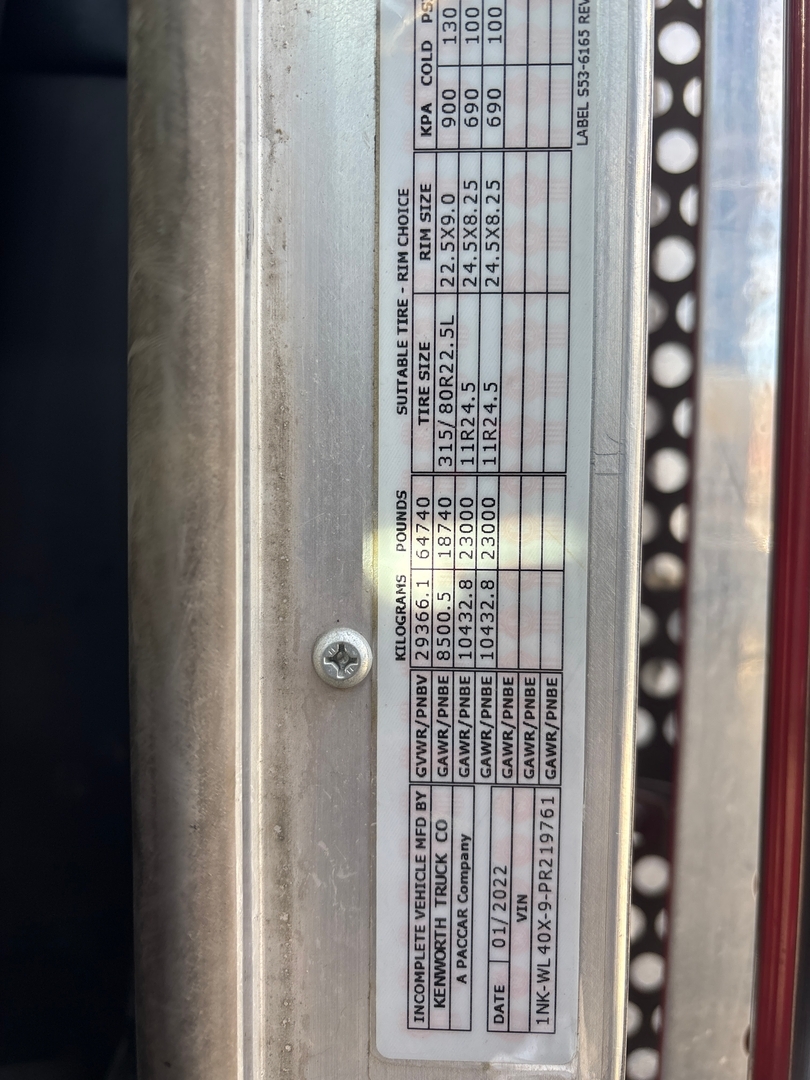 INCOMPLETE VEHICLE MFD BY
KENWORTH TRUCK CO
A PACCAR Company
DATE 01/2022
VIN
1NK-WL40X-9-PR219761
KILOGRAMS POUNDS
GVWR/PNBV 29366.1 64740
GAWR/PNBE 8500.5 18740
GAWR/PNBE 10432.8 23000
GAWR/PNBE 10432.8 23000
GAWR/PNBE
GAWR/PNBE
GAWR/PNBE
SUITABLE TIRE - RIM CHOICE
TIRE SIZE RIM SIZE KPA COLD PSI
315/80R22.5L 22.5X9.0 900 130
11R24.5 24.5X8.25 690 100
11R24.5 24.5X8.25 690 100
LABEL S53-6165 REV